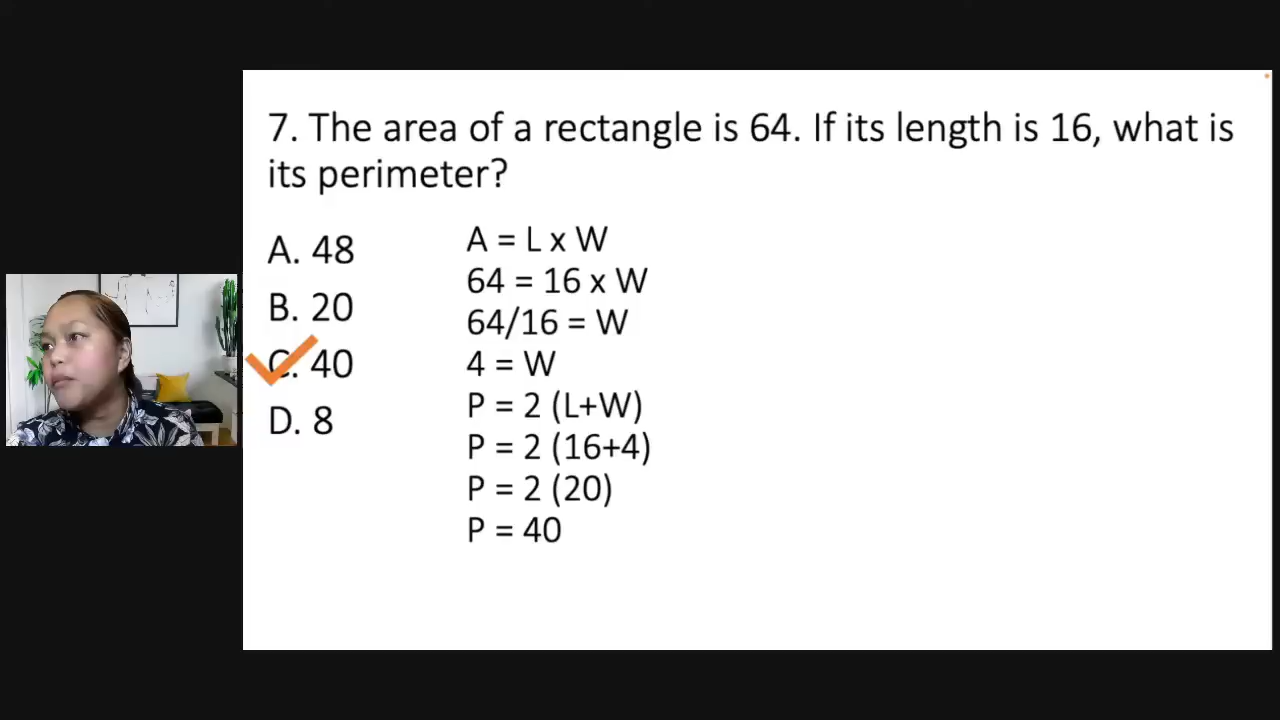 7. The area of a rectangle is 64. If its length is 16, what is
its perimeter?
A. 48
B. 20
C. 40
D. 8
A = L x W
64 = 16 x W
64/16 = W
4 = W
P = 2 (L+W)
P = 2 (16+4)
P = 2 (20)
P = 40